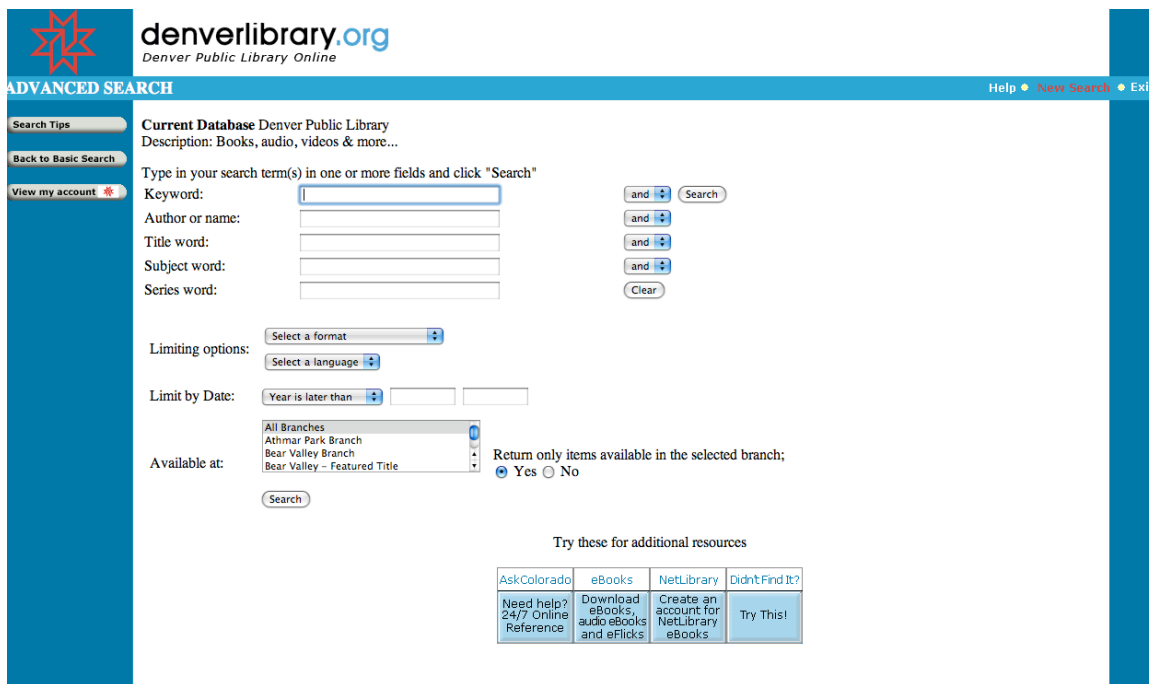 denverlibrary.org
Denver Public Library Online
ADVANCED SEARCH
Help New Search Exi
Search Tips
Back to Basic Search
View my account
Current Database Denver Public Library
Description: Books, audio, videos & more...
Type in your search term(s) in one or more fields and click "Search"
Keyword: and Search
Author or name: and
Title word: and
Subject word: and
Series word: Clear
Limiting options:
Select a format
Select a language
Limit by Date: Year is later than
Available at:
All Branches
Athmar Park Branch
Bear Valley Branch
Bear Valley – Featured Title
Return only items available in the selected branch;
Yes No
Search
Try these for additional resources
AskColorado eBooks NetLibrary Didn't Find It?
Need help?
24/7 Online
Reference
Download
eBooks,
audio eBooks
and eFlicks
Create an
account for
NetLibrary
eBooks
Try This!